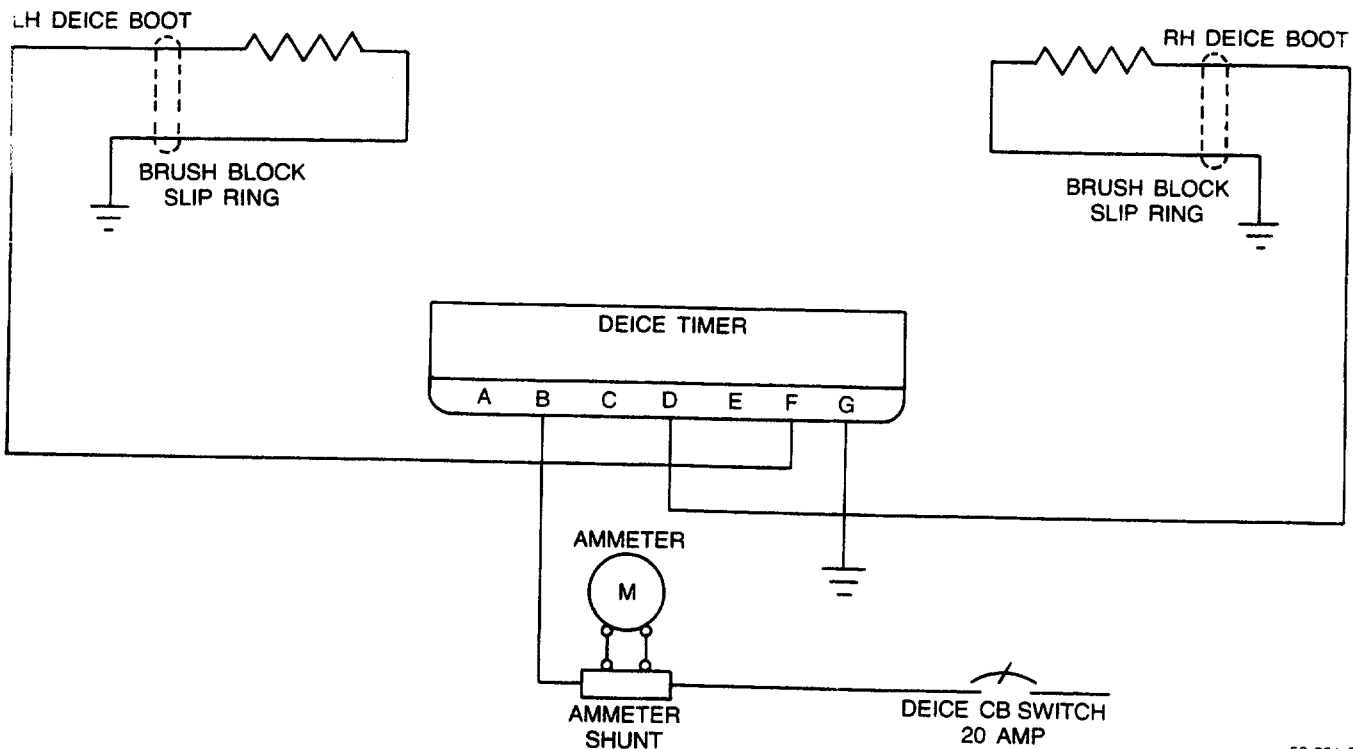 LH DEICE BOOT
RH DEICE BOOT
BRUSH BLOCK
SLIP RING
BRUSH BLOCK
SLIP RING
DEICE TIMER
A B C D E F G
AMMETER
M
AMMETER
SHUNT
DEICE CB SWITCH
20 AMP